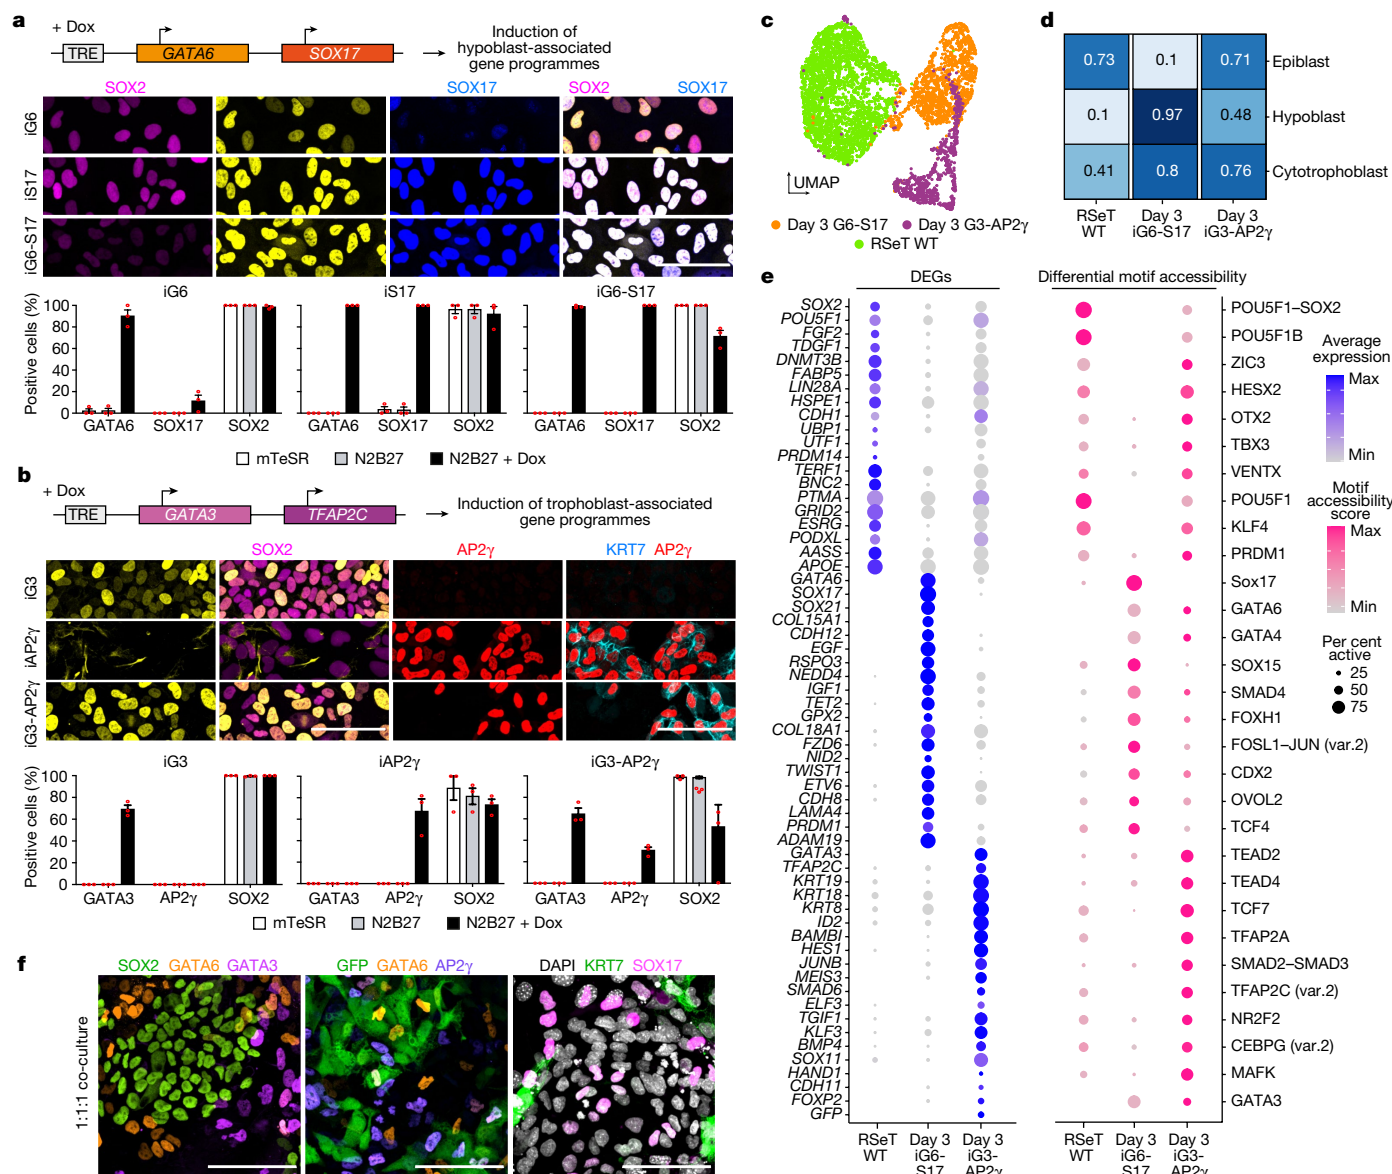 a
+ Dox
TRE GATA6 SOX17
Induction of
hypoblast-associated
gene programmes
SOX2 SOX17 SOX2 SOX17
iG6
iS17
iG6-S17
iG6 iS17 iG6-S17
Positive cells (%)
100
80
60
40
20
0
GATA6 SOX17 SOX2 GATA6 SOX17 SOX2 GATA6 SOX17 SOX2
mTeSR N2B27 N2B27 + Dox
b
+ Dox
TRE GATA3 TFAP2C
Induction of trophoblast-associated
gene programmes
SOX2 AP2γ KRT7 AP2γ
iG3
iAP2γ
iG3-AP2γ
iG3 iAP2γ iG3-AP2γ
Positive cells (%)
100
80
60
40
20
0
GATA3 AP2γ SOX2 GATA3 AP2γ SOX2 GATA3 AP2γ SOX2
mTeSR N2B27 N2B27 + Dox
f
SOX2 GATA6 GATA3 GFP GATA6 AP2γ DAPI KRT7 SOX17
1:1:1 co-culture
c
UMAP
Day 3 G6-S17 Day 3 G3-AP2γ
RSeT WT
d
0.73 0.1 0.71 Epiblast
0.1 0.97 0.48 Hypoblast
0.41 0.8 0.76 Cytotrophoblast
RSeT
WT
Day 3
iG6-S17
Day 3
iG3-AP2γ
e
DEGs
SOX2
POU5F1
FGF2
TDGF1
DNMT3B
FABP5
LIN28A
HSPE1
CDH1
UBP1
UTF1
PRDM14
TERF1
BNC2
PTMA
GRID2
ESRG
PODXL
AASS
APOE
GATA6
SOX17
SOX21
COL15A1
CDH12
EGF
RSPO3
NEDD4
IGF1
TET2
GPX2
COL18A1
FZD6
NID2
TWIST1
ETV6
CDH8
LAMA4
PRDM1
ADAM19
GATA3
TFAP2C
KRT19
KRT18
KRT8
ID2
BAMBI
HES1
JUNB
MEIS3
SMAD6
ELF3
TGIF1
KLF3
BMP4
SOX11
HAND1
CDH11
FOXP2
GFP
RSeT
WT
Day 3
iG6-
S17
Day 3
iG3-
AP2γ
Differential motif accessibility
POU5F1–SOX2
POU5F1B
ZIC3
HESX2
OTX2
TBX3
VENTX
POU5F1
KLF4
PRDM1
Sox17
GATA6
GATA4
SOX15
SMAD4
FOXH1
FOSL1–JUN (var.2)
CDX2
OVOL2
TCF4
TEAD2
TEAD4
TCF7
TFAP2A
SMAD2–SMAD3
TFAP2C (var.2)
NR2F2
CEBPG (var.2)
MAFK
GATA3
RSeT
WT
Day 3
iG6-
S17
Day 3
iG3-
AP2γ
Average
expression
Max
Min
Motif
accessibility
score
Max
Min
Per cent
active
25
50
75